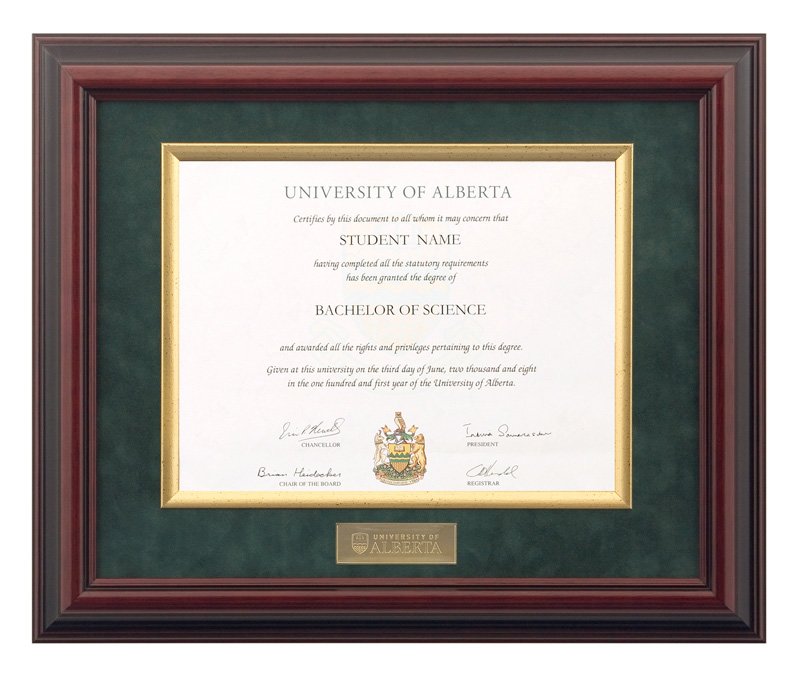 UNIVERSITY OF ALBERTA
Certifies by this document to all whom it may concern that
STUDENT NAME
having completed all the statutory requirements
has been granted the degree of
BACHELOR OF SCIENCE
and awarded all the rights and privileges pertaining to this degree.
Given at this university on the third day of June, two thousand and eight
in the one hundred and first year of the University of Alberta.
CHANCELLOR
PRESIDENT
Brian Heidecker
CHAIR OF THE BOARD
REGISTRAR
UNIVERSITY OF
ALBERTA